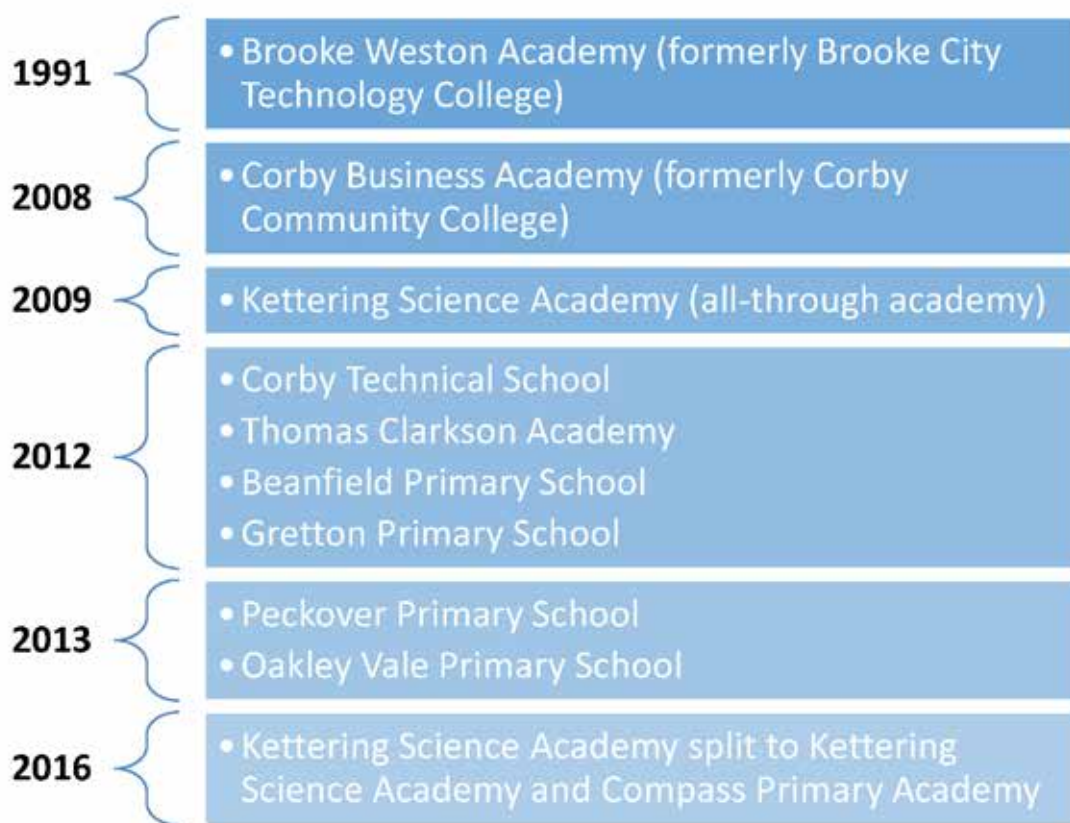 1991
• Brooke Weston Academy (formerly Brooke City
Technology College)
2008
• Corby Business Academy (formerly Corby
Community College)
2009
• Kettering Science Academy (all-through academy)
2012
• Corby Technical School
• Thomas Clarkson Academy
• Beanfield Primary School
• Gretton Primary School
2013
• Peckover Primary School
• Oakley Vale Primary School
2016
• Kettering Science Academy split to Kettering
Science Academy and Compass Primary Academy